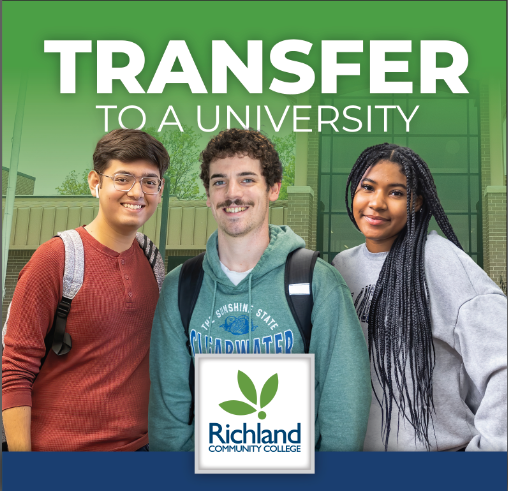 TRANSFER
TO A UNIVERSITY
THE SUNSHINE STATE
CLEARWATER
Richland
COMMUNITY COLLEGE